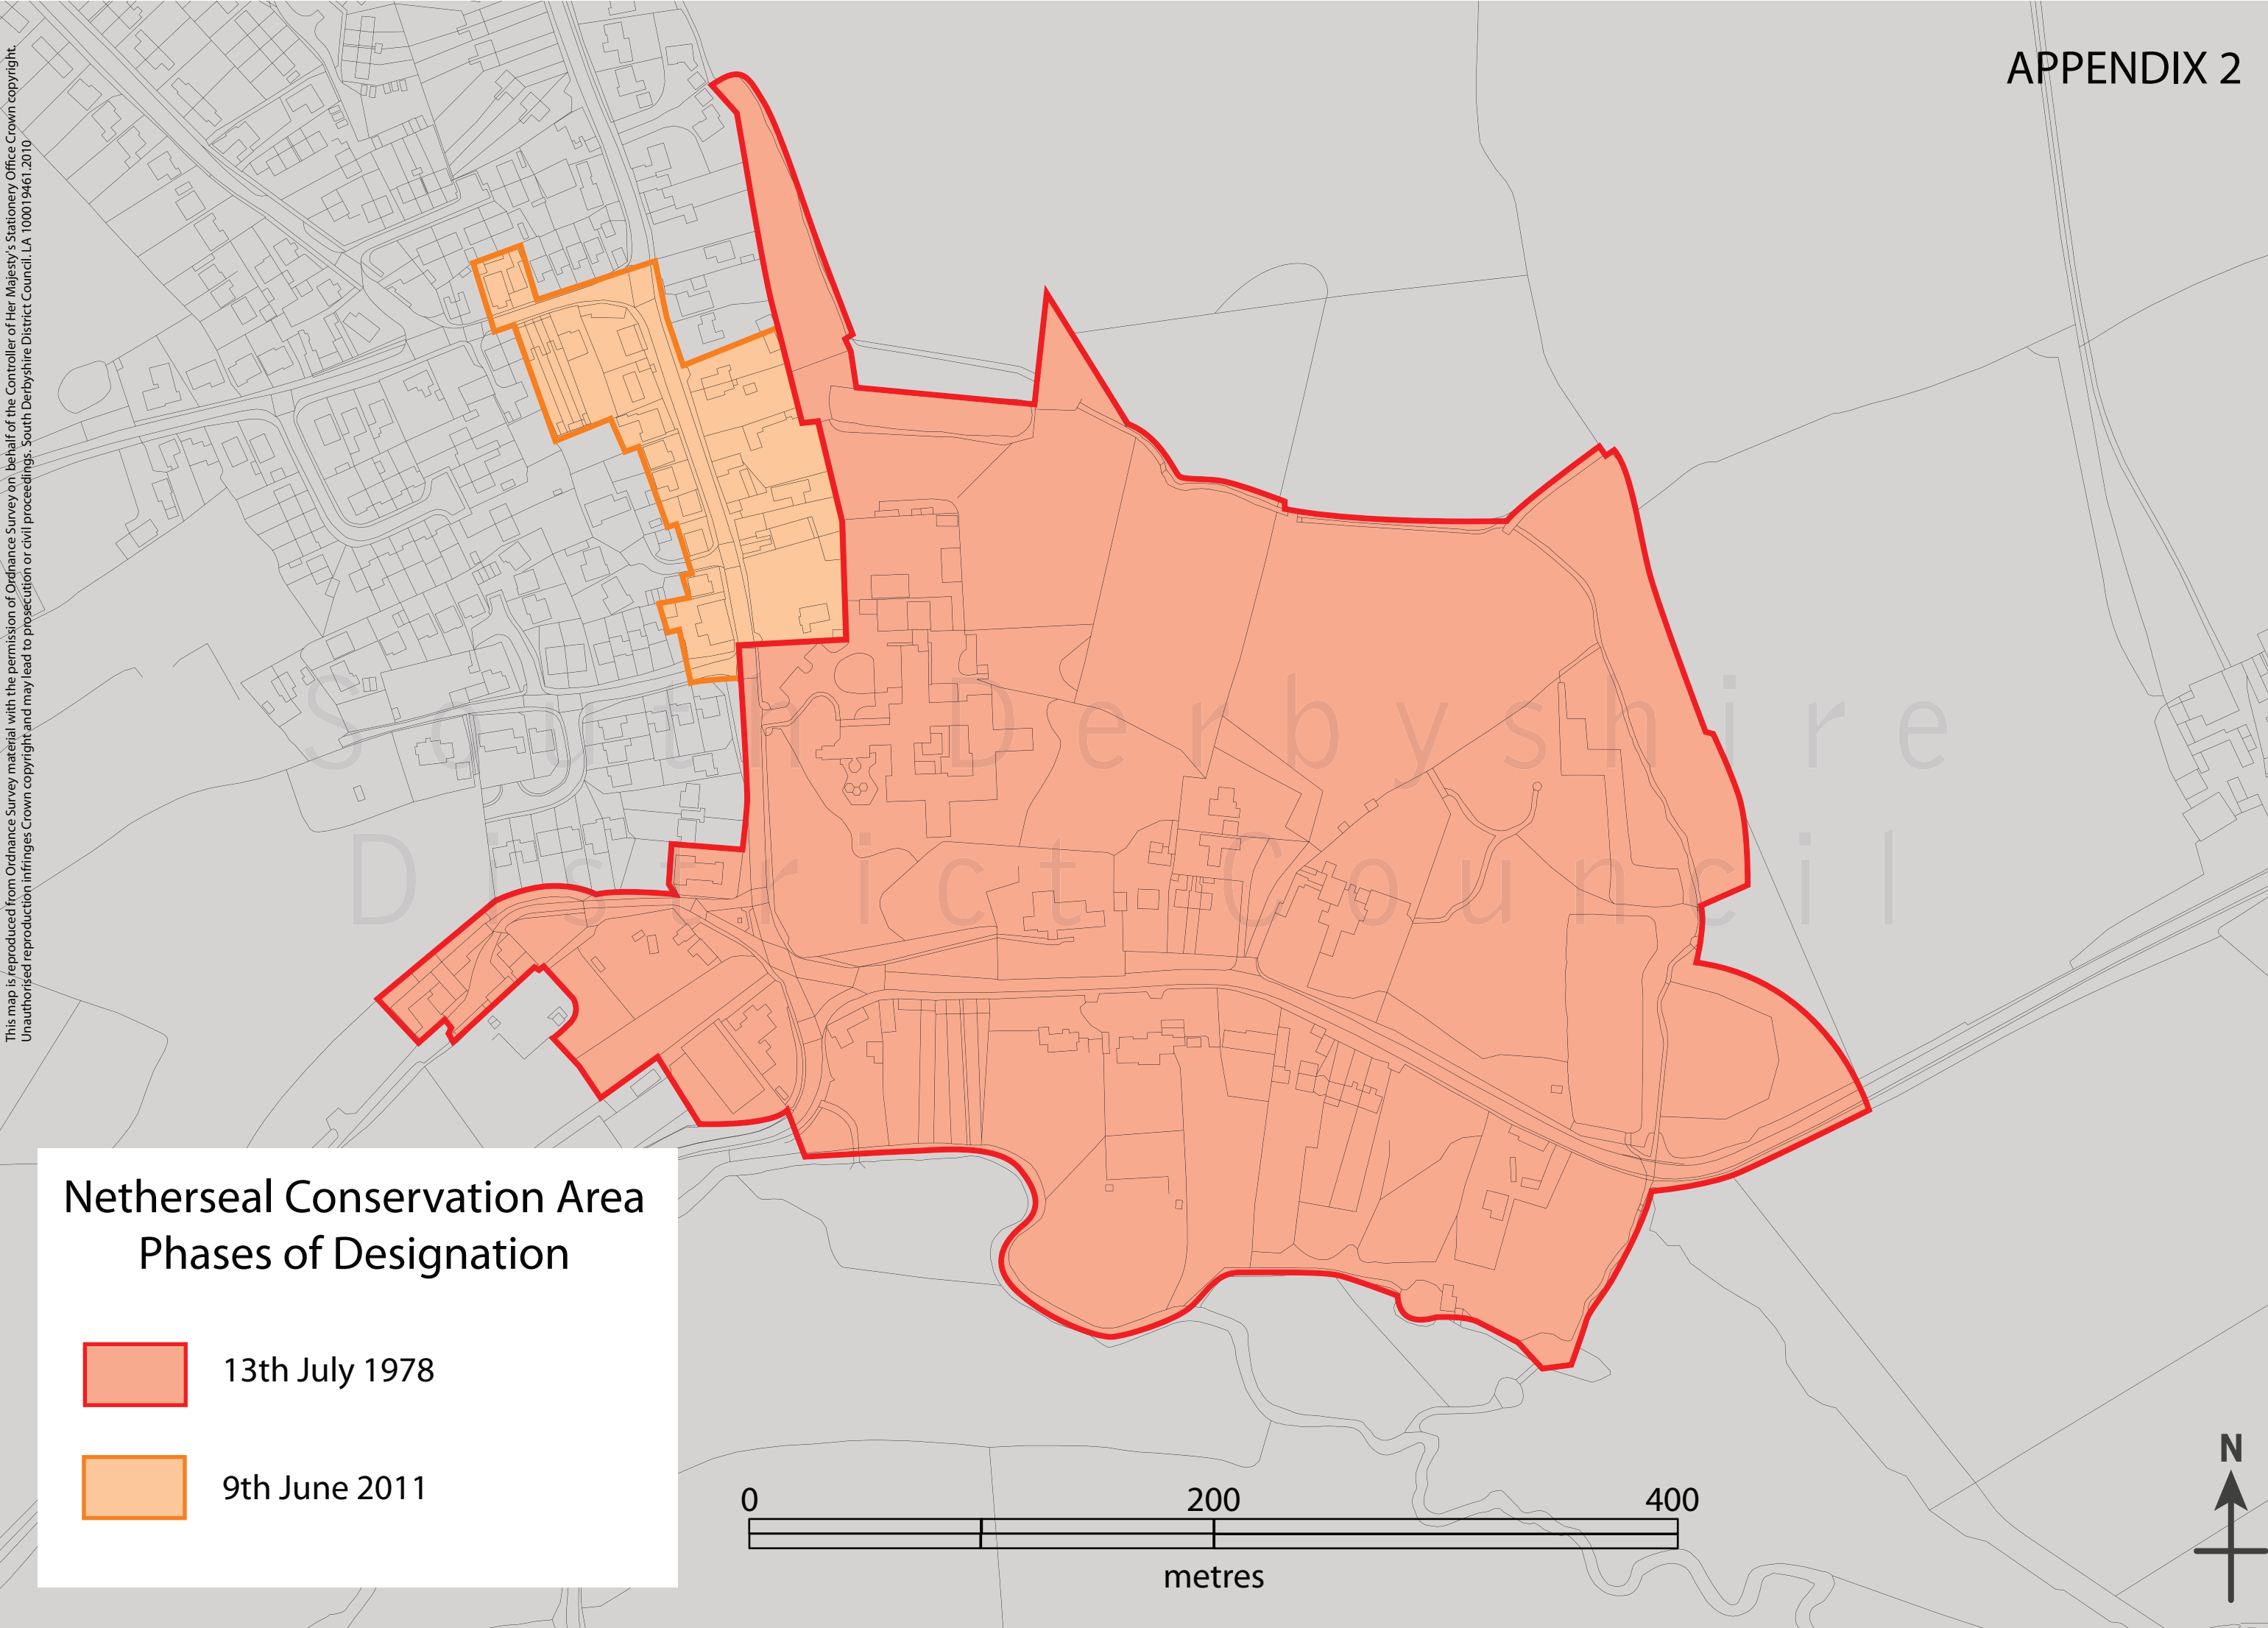 APPENDIX 2
This map is reproduced from Ordnance Survey material with the permission of Ordnance Survey on behalf of the Controller of Her Majesty's Stationery Office Crown copyright.
Unauthorised reproduction infringes Crown copyright and may lead to prosecution or civil proceedings. South Derbyshire District Council. LA 100019461.2010
South Derbyshire
District Council
Netherseal Conservation Area
Phases of Designation
13th July 1978
9th June 2011
0 200 400
metres
N